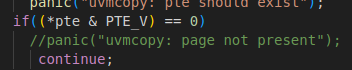 panic("uvmcopy: pte should exist");
if((*pte & PTE_V) == 0)
//panic("uvmcopy: page not present");
continue;